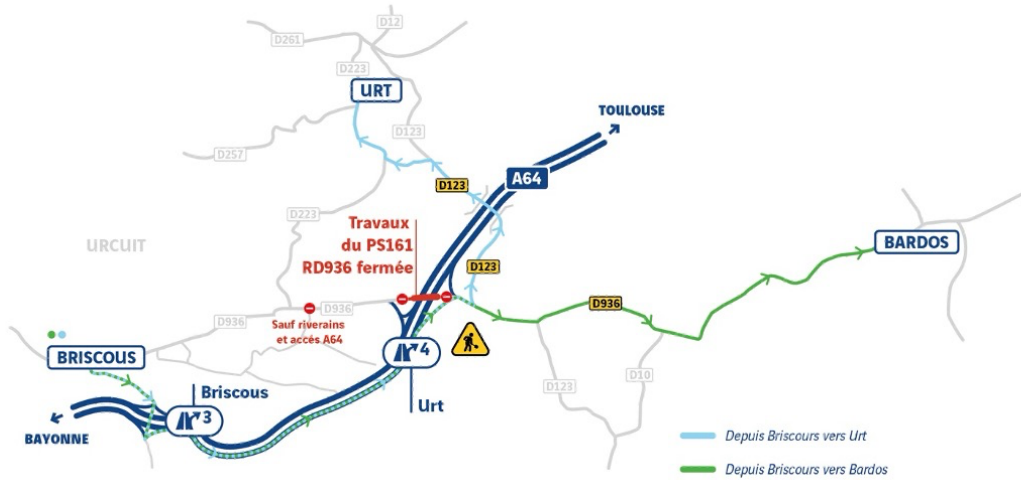 D12
D261
D223
URT
TOULOUSE
D123
D257
D123
A64
D223
Travaux
du PS161
RD936 fermée
URCUIT
BARDOS
D123
D936
D936
D936
Sauf riverains
et accés A64
BRISCOUS
4
D123
D10
Briscous
3
Urt
BAYONNE
Depuis Briscours vers Urt
Depuis Briscours vers Bardos